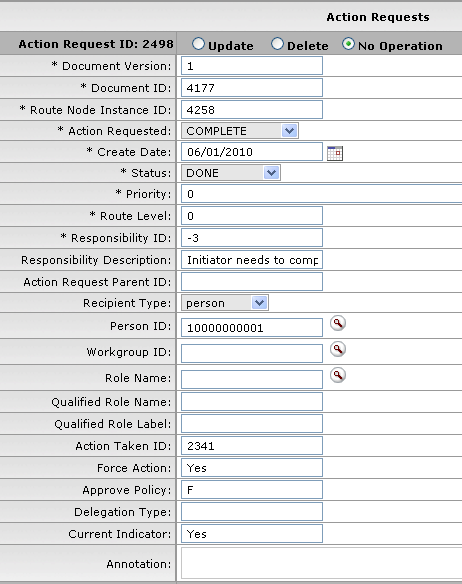 Action Requests
Action Request ID: 2498 Update Delete No Operation
* Document Version: 1
* Document ID: 4177
* Route Node Instance ID: 4258
* Action Requested: COMPLETE
* Create Date: 06/01/2010
* Status: DONE
* Priority: 0
* Route Level: 0
* Responsibility ID: -3
Responsibility Description: Initiator needs to comp
Action Request Parent ID:
Recipient Type: person
Person ID: 10000000001
Workgroup ID:
Role Name:
Qualified Role Name:
Qualified Role Label:
Action Taken ID: 2341
Force Action: Yes
Approve Policy: F
Delegation Type:
Current Indicator: Yes
Annotation: